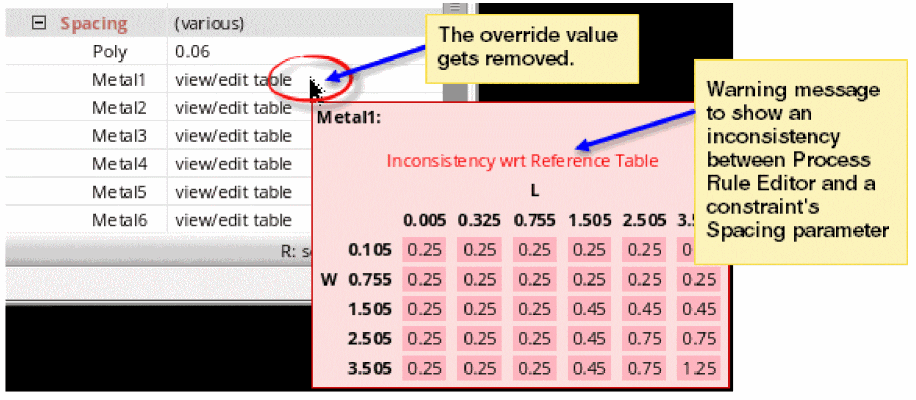 Spacing (various)
Poly 0.06
Metal1 view/edit table
Metal2 view/edit table
Metal3 view/edit table
Metal4 view/edit table
Metal5 view/edit table
Metal6 view/edit table
R:
The override value
gets removed.
Warning message
to show an
inconsistency
between Process
Rule Editor and a
constraint's
Spacing parameter
Metal1:
Inconsistency wrt Reference Table
L
0.005 0.325 0.755 1.505 2.505
0.105 0.25 0.25 0.25 0.25 0.25
W 0.755 0.25 0.25 0.25 0.25 0.25 0.25
1.505 0.25 0.25 0.25 0.45 0.45 0.45
2.505 0.25 0.25 0.25 0.45 0.75 0.75
3.505 0.25 0.25 0.25 0.45 0.75 1.25